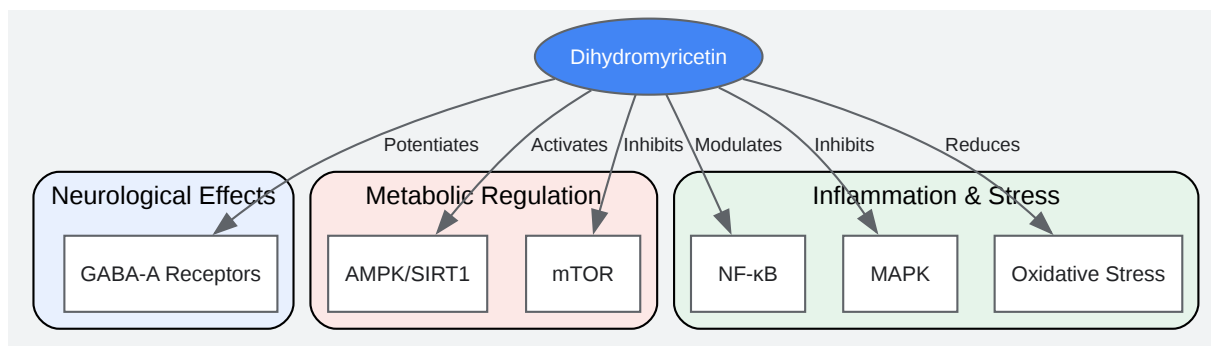 Dihydromyricetin
Potentiates
Activates
Inhibits
Modulates
Inhibits
Reduces
Neurological Effects
Metabolic Regulation
Inflammation & Stress
GABA-A Receptors
AMPK/SIRT1
mTOR
NF-κB
MAPK
Oxidative Stress